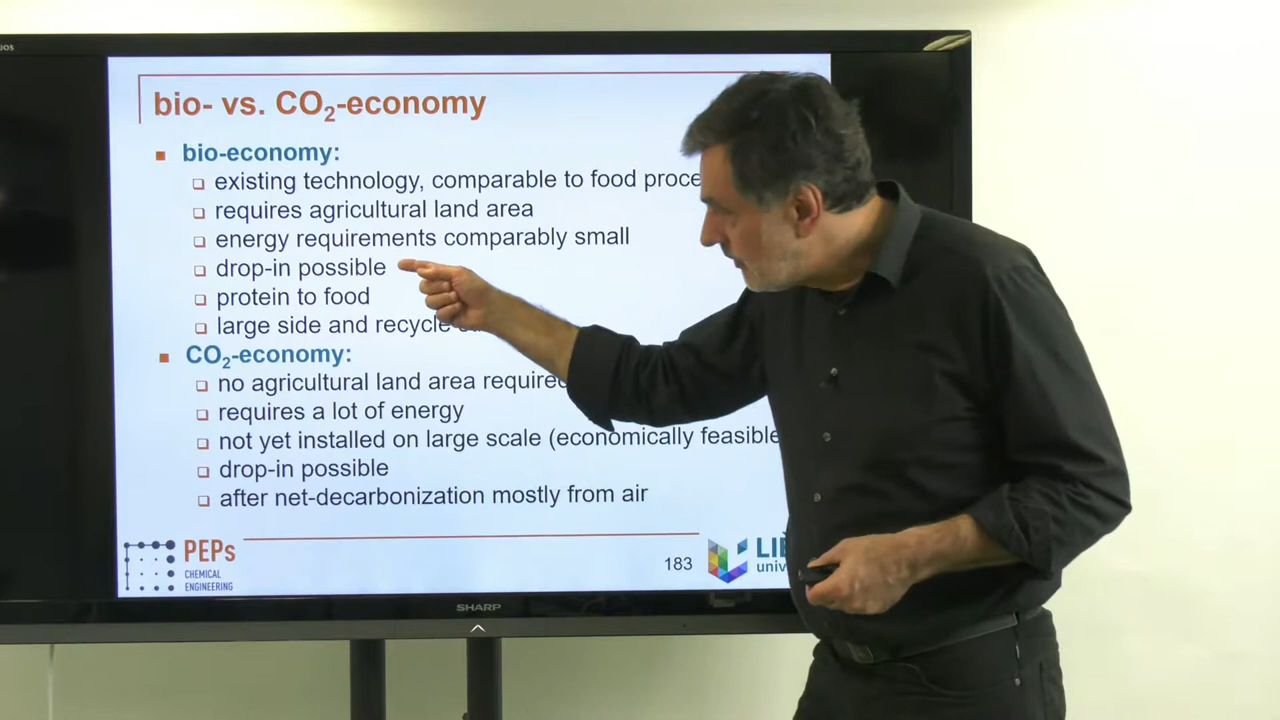 bio- vs. CO₂-economy
bio-economy:
existing technology, comparable to food
requires agricultural land area
energy requirements comparably small
drop-in possible
protein to food
large side and recycle
CO₂-economy:
no agricultural land area required
requires a lot of energy
not yet installed on large scale (economically feasible
drop-in possible
after net-decarbonization mostly from air
PEPs
CHEMICAL
ENGINEERING
183
SHARP